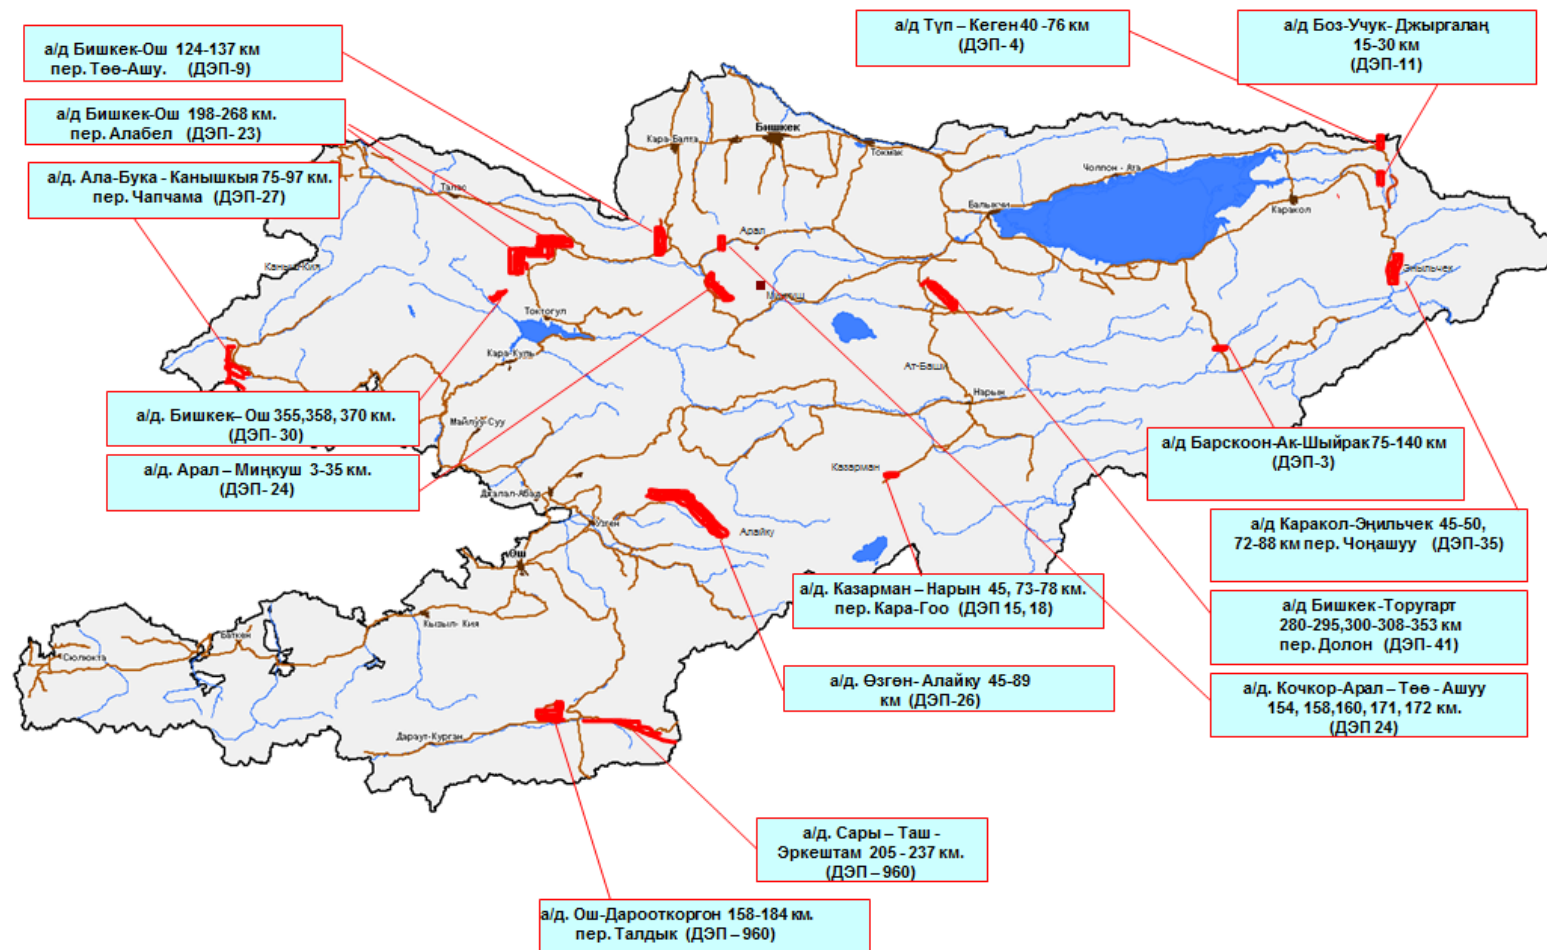 а/д Бишкек-Ош 124-137 км
пер. Төө-Ашу. (ДЭП-9)
а/д Бишкек-Ош 198-268 км.
пер. Алабел (ДЭП- 23)
а/д. Ала-Бука - Канышкыя 75-97 км.
пер. Чапчама (ДЭП-27)
а/д Түп – Кеген 40 -76 км
(ДЭП- 4)
а/д Боз-Учук- Джыргалаң
15-30 км
(ДЭП-11)
Кара-Балта
Бишкек
Токмак
Талас
Чолпон - Ата
Балыкчи
Каракол
Арал
Каныш-Кия
Эныльчек
Токтогул
Кара-Куль
Ат-Баши
Нарын
Майлуу-Суу
Казарман
Джалал-Абад
Узген
Алайку
Ош
Кызыл- Кия
Баткен
Сюлюкта
Дараут-Курган
а/д. Бишкек– Ош 355,358, 370 км.
(ДЭП- 30)
а/д. Арал – Миңкуш 3-35 км.
(ДЭП- 24)
а/д Барскоон-Ак-Шыйрак 75-140 км
(ДЭП-3)
а/д Каракол-Эңильчек 45-50,
72-88 км пер. Чоңашуу (ДЭП-35)
а/д. Казарман – Нарын 45, 73-78 км.
пер. Кара-Гоо (ДЭП 15, 18)
а/д Бишкек -Торугарт
280-295,300-308-353 км
пер. Долон (ДЭП- 41)
а/д. Өзгөн- Алайку 45-89
км (ДЭП-26)
а/д. Кочкор-Арал – Төө - Ашуу
154, 158,160, 171, 172 км.
(ДЭП 24)
а/д. Сары – Таш -
Эркештам 205 - 237 км.
(ДЭП – 960)
а/д. Ош-Дарооткоргон 158-184 км.
пер. Талдык (ДЭП – 960)